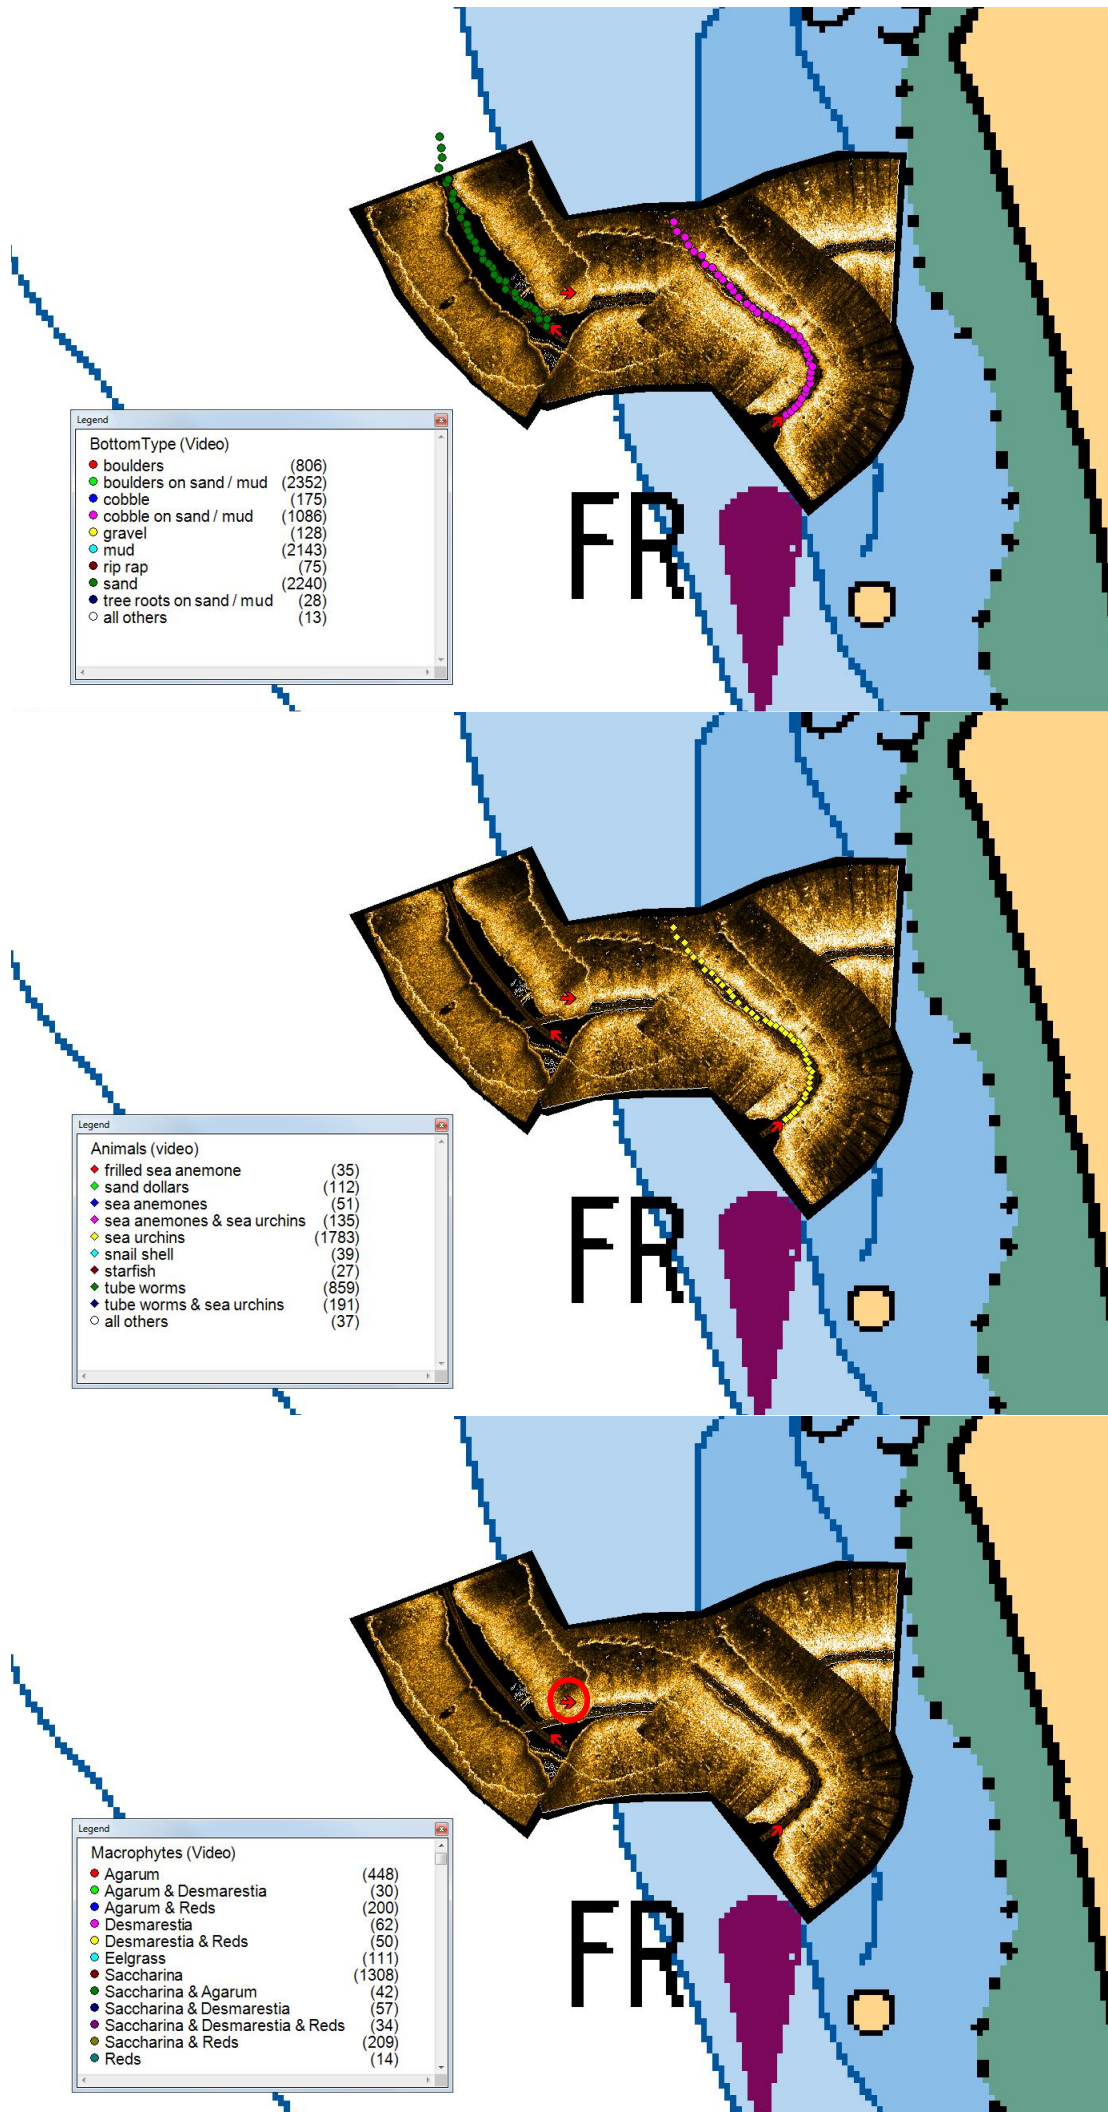 Legend
BottomType (Video)
boulders (806)
boulders on sand / mud (2352)
cobble (175)
cobble on sand / mud (1086)
gravel (128)
mud (2143)
rip rap (75)
sand (2240)
tree roots on sand / mud (28)
all others (13)
FR
Legend
Animals (video)
frilled sea anemone (35)
sand dollars (112)
sea anemones (51)
sea anemones & sea urchins (135)
sea urchins (1783)
snail shell (39)
starfish (27)
tube worms (859)
tube worms & sea urchins (191)
all others (37)
FR
Legend
Macrophytes (Video)
Agarum (448)
Agarum & Desmarestia (30)
Agarum & Reds (200)
Desmarestia (62)
Desmarestia & Reds (50)
Eelgrass (111)
Saccharina (1308)
Saccharina & Agarum (42)
Saccharina & Desmarestia (57)
Saccharina & Desmarestia & Reds (34)
Saccharina & Reds (209)
Reds (14)
FR